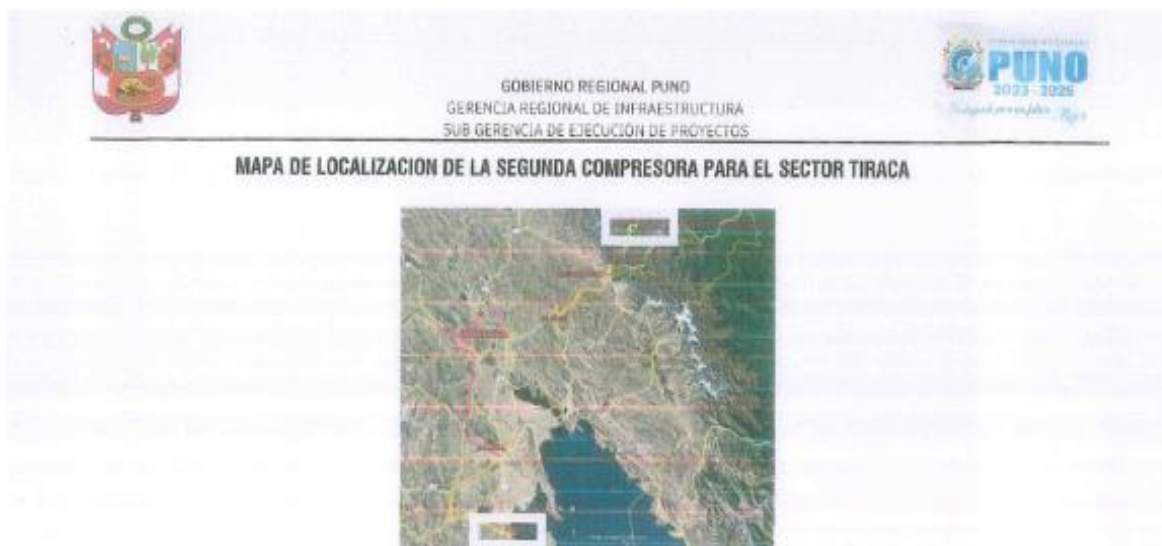 GOBIERNO REGIONAL PUNO
GERENCIA REGIONAL DE INFRAESTRUCTURA
SUB GERENCIA DE EJECUCION DE PROYECTOS
PUNO
2023 - 2026
MAPA DE LOCALIZACION DE LA SEGUNDA COMPRESORA PARA EL SECTOR TIRACA